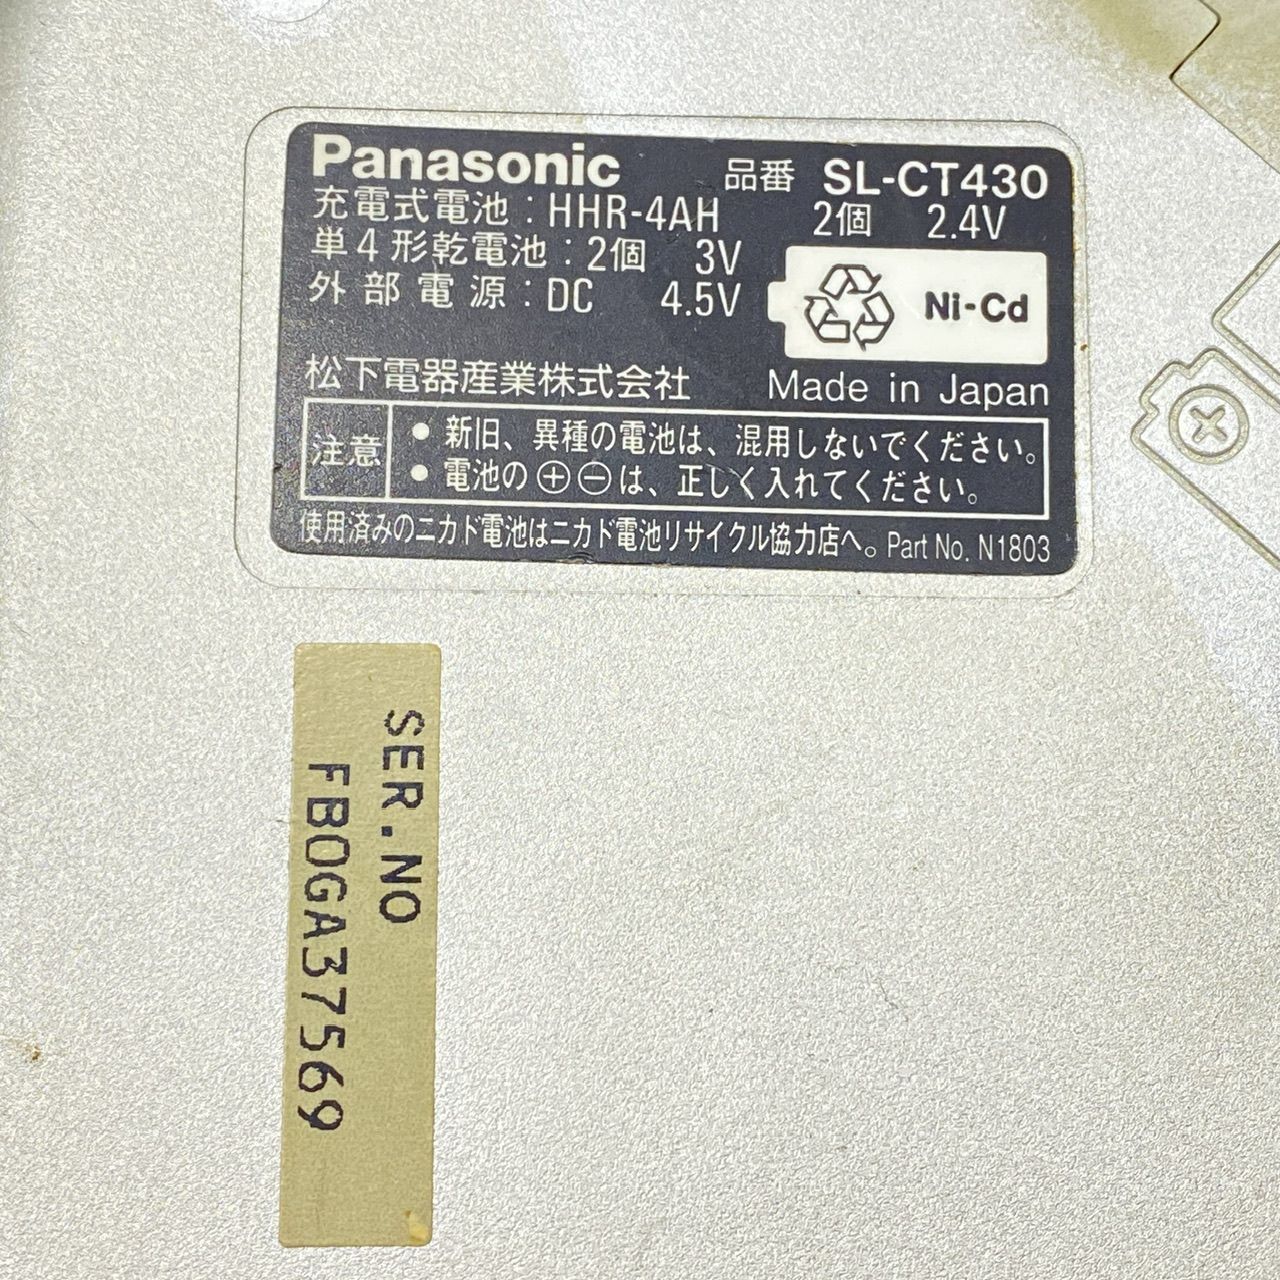 Panasonic 品番 SL-CT430
充電式電池：HHR-4AH 2個 2.4V
単4形乾電池：2個 3V
外部電源：DC 4.5V
Ni-Cd
松下電器産業株式会社 Made in Japan
注意
● 新旧、異種の電池は、混用しないでください。
● 電池の⊕⊖は、正しく入れてください。
使用済みのニカド電池はニカド電池リサイクル協力店へ。Part No. N1803
SER.NO
FB0GA37569